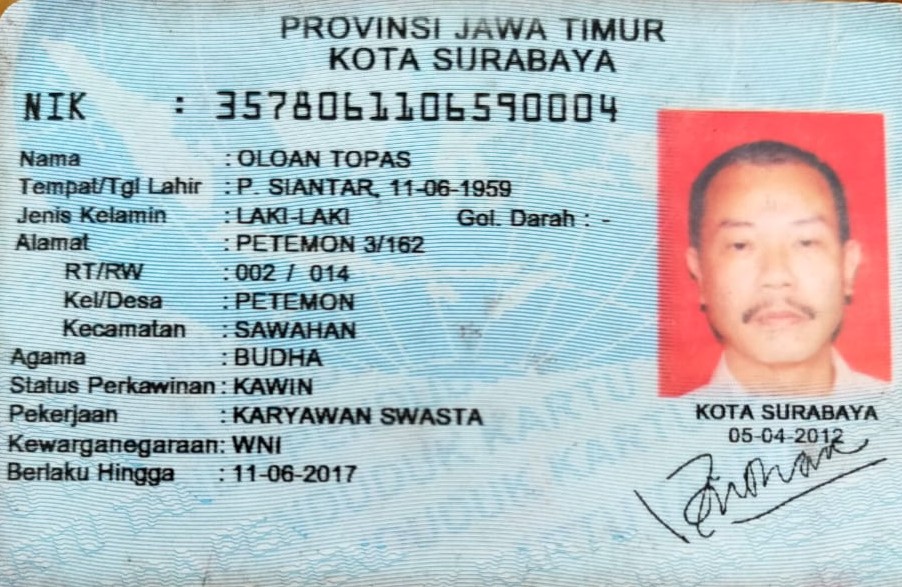 PROVINSI JAWA TIMUR
KOTA SURABAYA
NIK : 3578061106590004
Nama : OLOAN TOPAS
Tempat/Tgl Lahir : P. SIANTAR, 11-06-1959
Jenis Kelamin : LAKI-LAKI Gol. Darah : -
Alamat : PETEMON 3/162
RT/RW : 002 / 014
Kel/Desa : PETEMON
Kecamatan : SAWAHAN
Agama : BUDHA
Status Perkawinan : KAWIN
Pekerjaan : KARYAWAN SWASTA
Kewarganegaraan: WNI
Berlaku Hingga : 11-06-2017
KOTA SURABAYA
05-04-2012